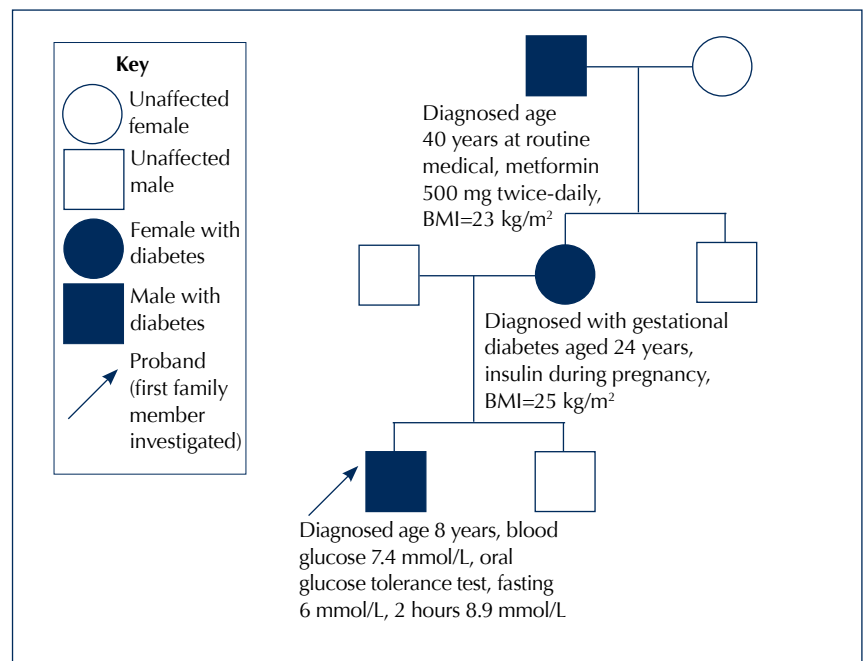 Key
Unaffected
female
Unaffected
male
Female with
diabetes
Male with
diabetes
Proband
(first family
member
investigated)
Diagnosed age
40 years at routine
medical, metformin
500 mg twice-daily,
BMI=23 kg/m²
Diagnosed with gestational
diabetes aged 24 years,
insulin during pregnancy,
BMI=25 kg/m²
Diagnosed age 8 years, blood
glucose 7.4 mmol/L, oral
glucose tolerance test, fasting
6 mmol/L, 2 hours 8.9 mmol/L